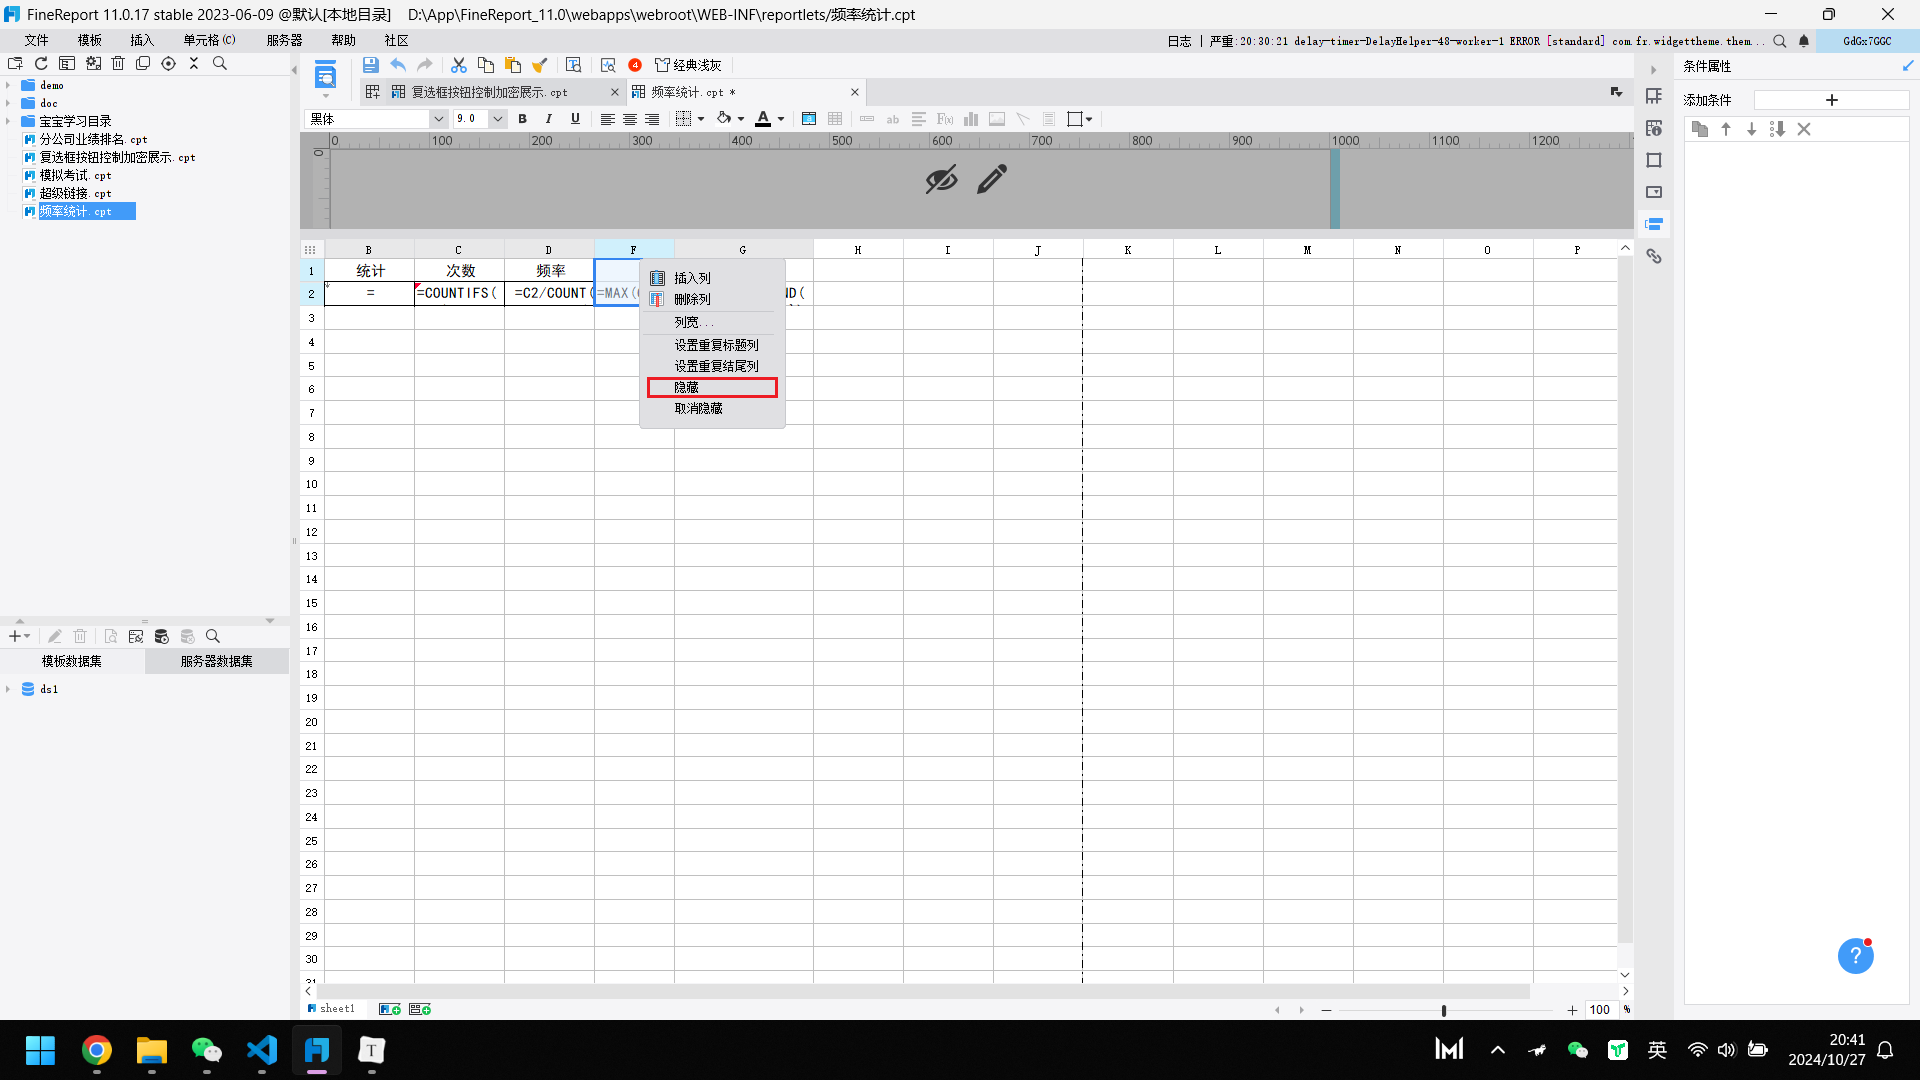 FineReport 11.0.17 stable 2023-06-09 @默认[本地目录] D:\App\FineReport_11.0\webapps\webroot\WEB-INF\reportlets/频率统计.cpt
文件 模板 插入 单元格(C) 服务器 帮助 社区
日志 | 严重:20:30:21 delay-timer-DelayHelper-48-worker-1 ERROR [standard] com.fr.widgettheme.them...
GdGx7GGC
4 经典浅灰
复选框按钮控制加密展示.cpt
频率统计.cpt *
黑体 9.0 B I U A
demo
doc
宝宝学习目录
分公司业绩排名.cpt
复选框按钮控制加密展示.cpt
模拟考试.cpt
超级链接.cpt
频率统计.cpt
模板数据集 服务器数据集
ds1
0 100 200 300 400 500 600 700 800 900 1000 1100 1200
0
B C D F G H I J K L M N O P
1 统计 次数 频率
2 = =COUNTIFS( =C2/COUNT( =MAX( ND(
3
4
5
6
7
8
9
10
11
12
13
14
15
16
17
18
19
20
21
22
23
24
25
26
27
28
29
30
31
插入列
删除列
列宄...
设置重复标题列
设置重复结尾列
隐藏
取消隐藏
sheet1
100 %
条件属性
添加条件 +
?
T
英
20:41
2024/10/27